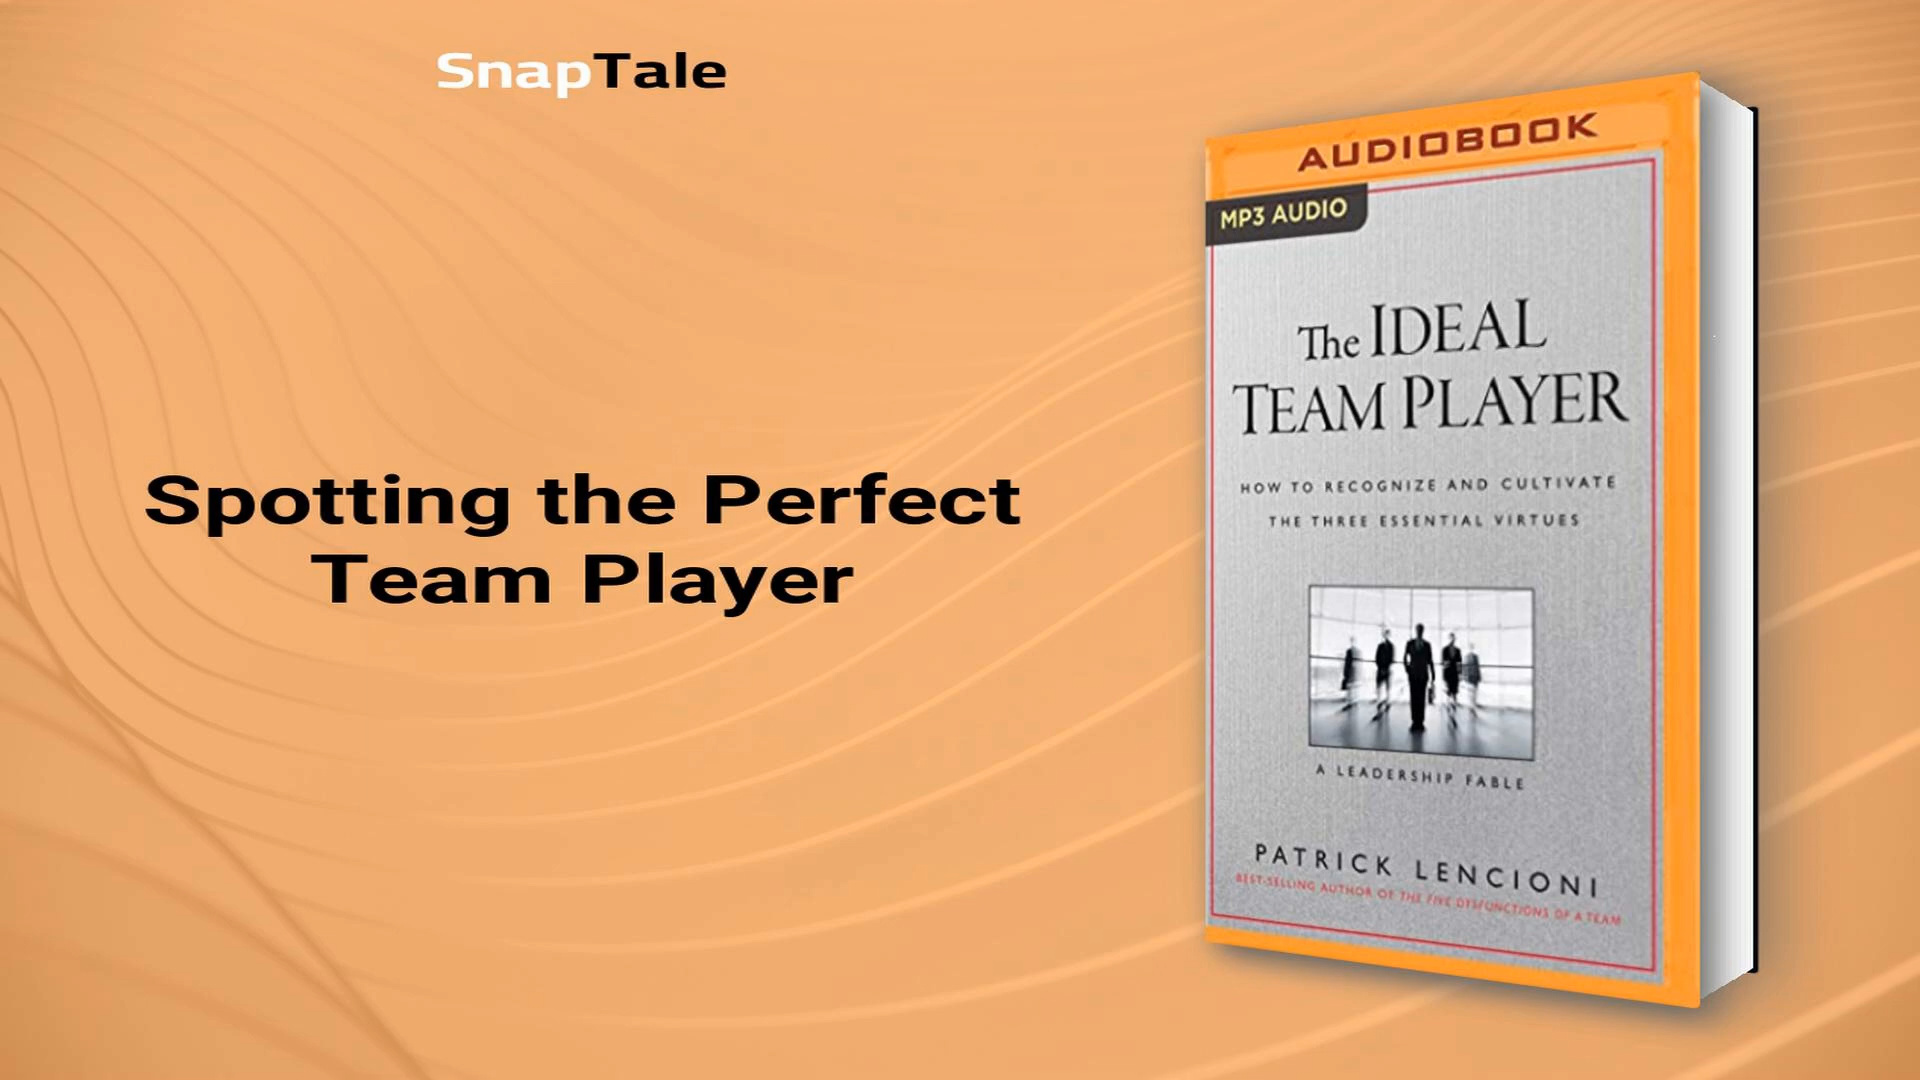 SnapTale
Spotting the Perfect
Team Player
AUDIOBOOK
MP3 AUDIO
The IDEAL
TEAM PLAYER
HOW TO RECOGNIZE AND CULTIVATE
THE THREE ESSENTIAL VIRTUES
A LEADERSHIP FABLE
PATRICK LENCIONI
BEST-SELLING AUTHOR OF THE FIVE DYSFUNCTIONS OF A TEAM